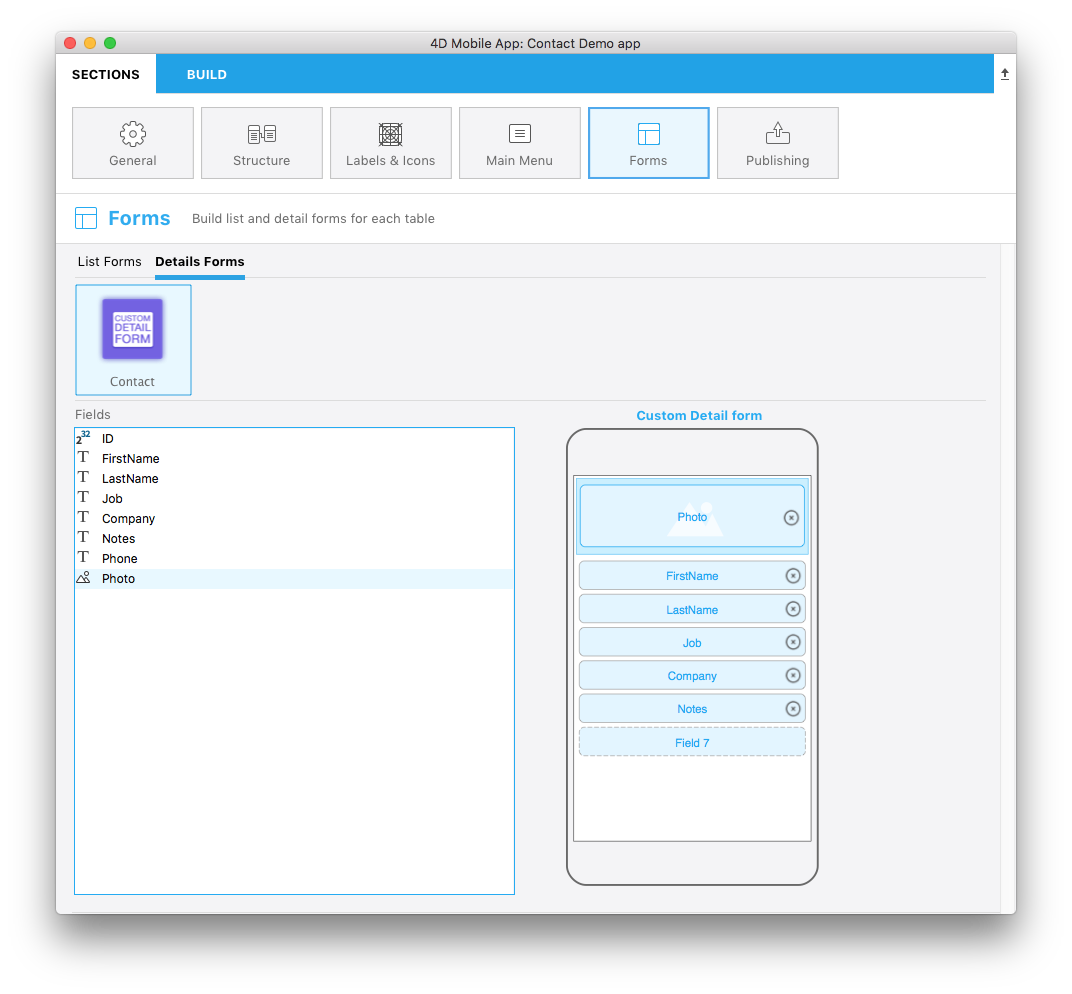 4D Mobile App: Contact Demo app
SECTIONS BUILD
General Structure Labels & Icons Main Menu Forms Publishing
Forms Build list and detail forms for each table
List Forms Details Forms
CUSTOM
DETAIL
FORM
Contact
Fields
Custom Detail form
2³² ID
T FirstName
T LastName
T Job
T Company
T Notes
T Phone
Photo
Photo
FirstName
LastName
Job
Company
Notes
Field 7